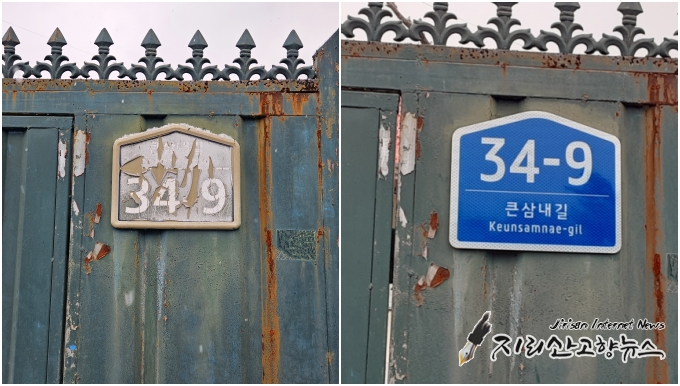 34-9
34-9
큰삼내길
Keunsamnae-gil
Jirisan Internet News
지리산고향뉴스